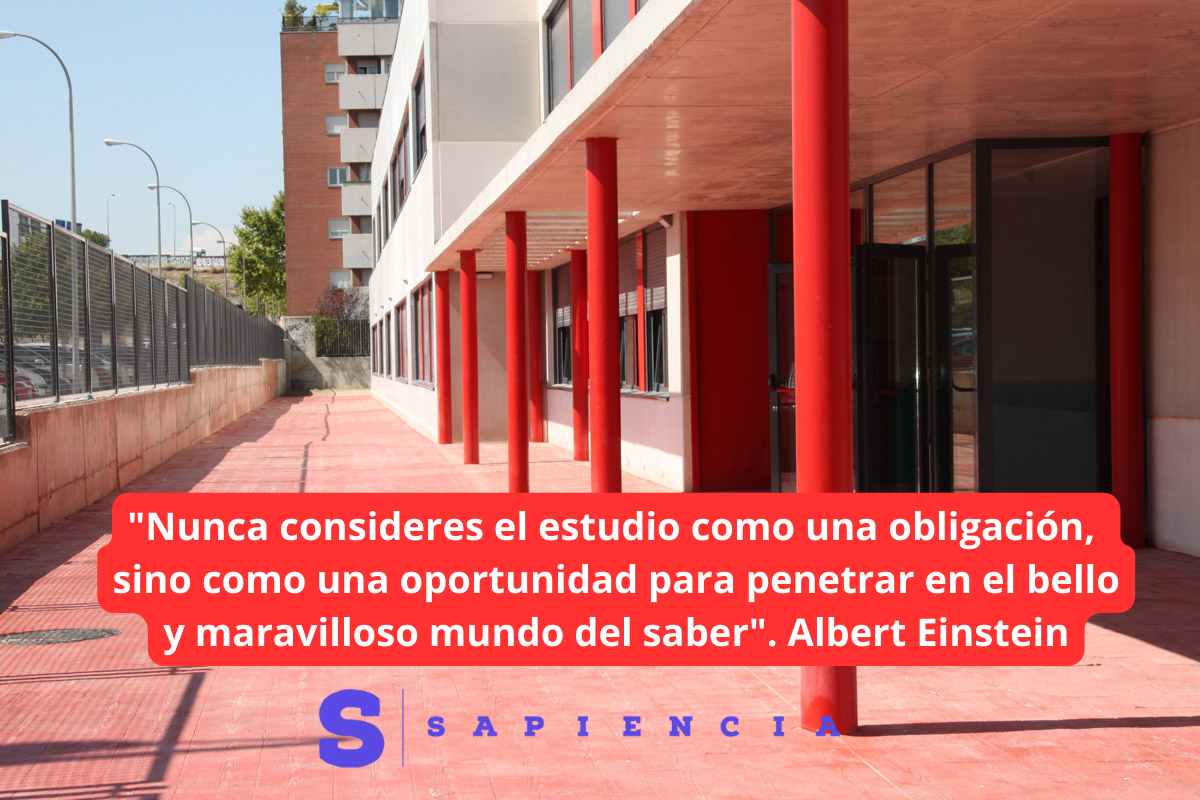 "Nunca consideres el estudio como una obligación,
sino como una oportunidad para penetrar en el bello
y maravilloso mundo del saber". Albert Einstein
S SAPIENCIA